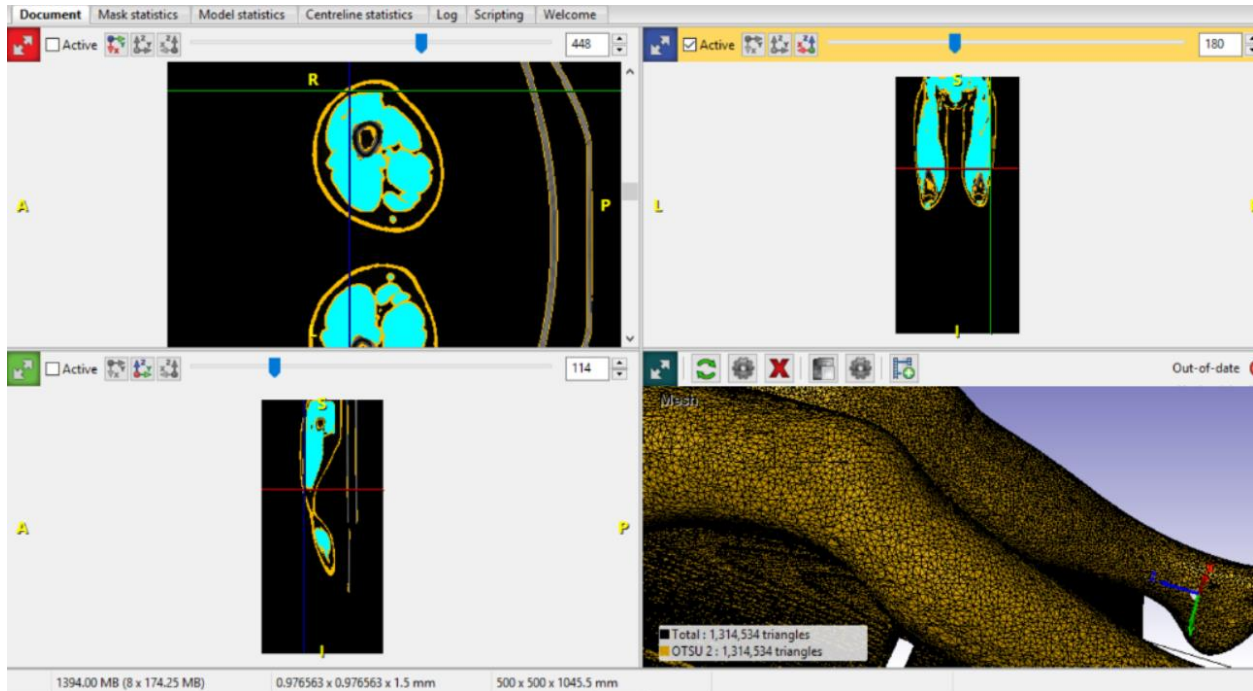 Document Mask statistics Model statistics Centreline statistics Log Scripting Welcome
Active 448
R
A
P
Active 180
S
L
I
Active 114
S
A
P
I
Out-of-date
Mesh
Total : 1,314,534 triangles
OTSU 2 : 1,314,534 triangles
1394.00 MB (8 x 174.25 MB) 0.976563 x 0.976563 x 1.5 mm 500 x 500 x 1045.5 mm